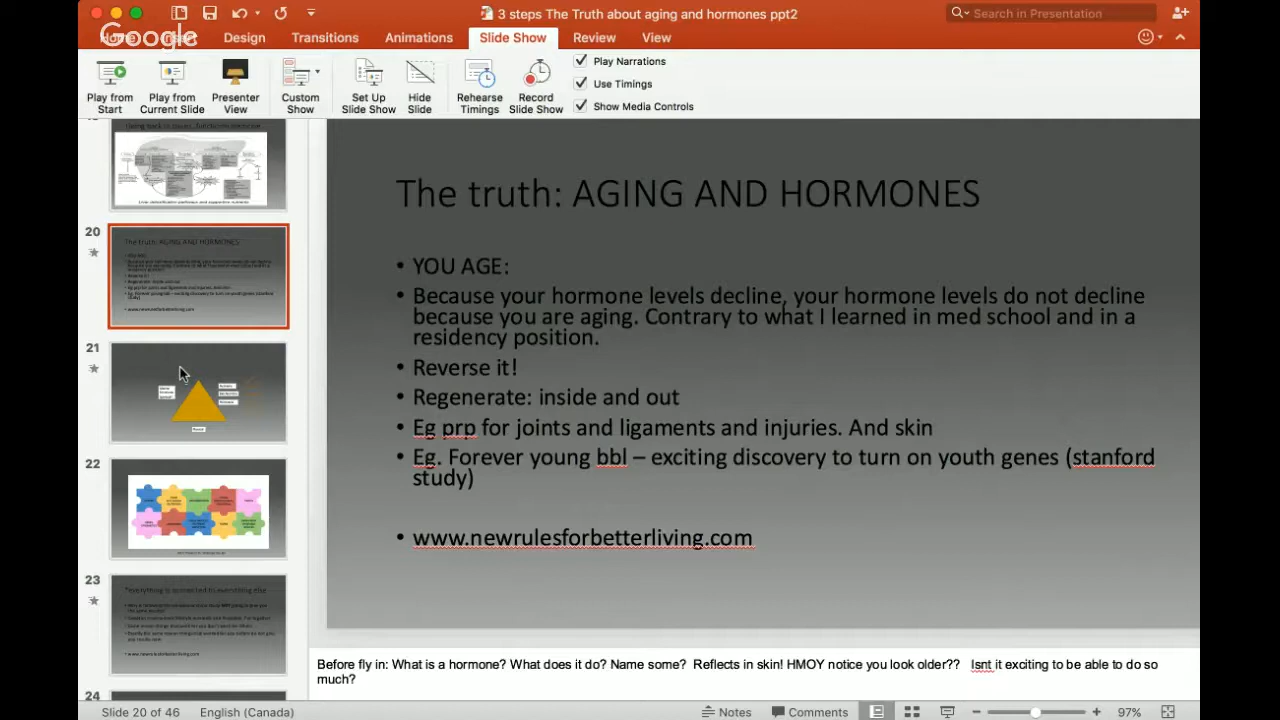 3 steps The Truth about aging and hormones ppt2
Search in Presentation
Google
Design Transitions Animations Slide Show Review View
Play from Start
Play from Current Slide
Presenter View
Custom Show
Set Up Slide Show
Hide Slide
Rehearse Timings
Record Slide Show
Play Narrations
Use Timings
Show Media Controls
20
21
22
23
24
The truth: AGING AND HORMONES
• YOU AGE:
• Because your hormone levels decline, your hormone levels do not decline
because you are aging. Contrary to what I learned in med school and in a
residency position.
• Reverse it!
• Regenerate: inside and out
• Eg prp for joints and ligaments and injuries. And skin
• Eg. Forever young bbl – exciting discovery to turn on youth genes (stanford
study)
• www.newrulesforbetterliving.com
Before fly in: What is a hormone? What does it do? Name some? Reflects in skin! HMOY notice you look older?? Isnt it exciting to be able to do so
much?
Slide 20 of 46 English (Canada) Notes Comments 97%